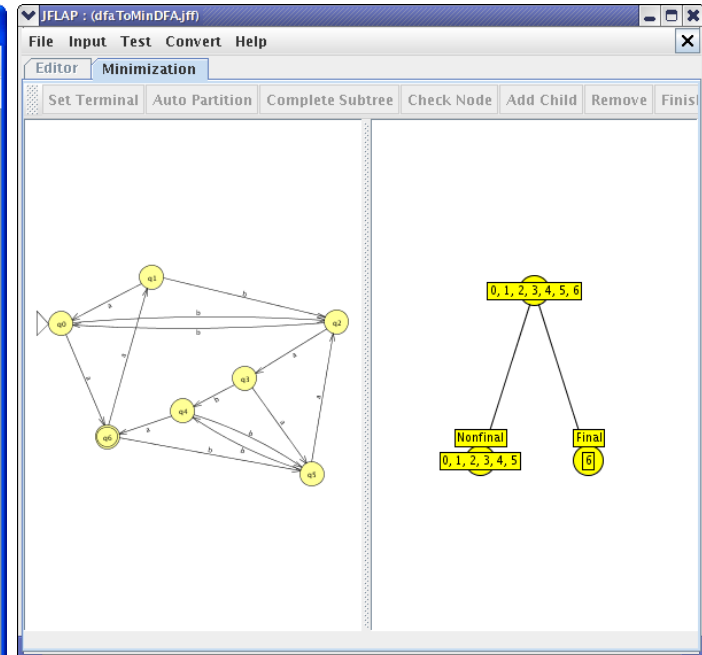 JFLAP : (dfaToMinDFA.jff)
File Input Test Convert Help
Editor Minimization
Set Terminal Auto Partition Complete Subtree Check Node Add Child Remove Finish
q1
a b
q0 b q2
b
a a a
q3
b
q4 a a
a b
q6 b b
q5
0, 1, 2, 3, 4, 5, 6
Nonfinal Final
0, 1, 2, 3, 4, 5 6